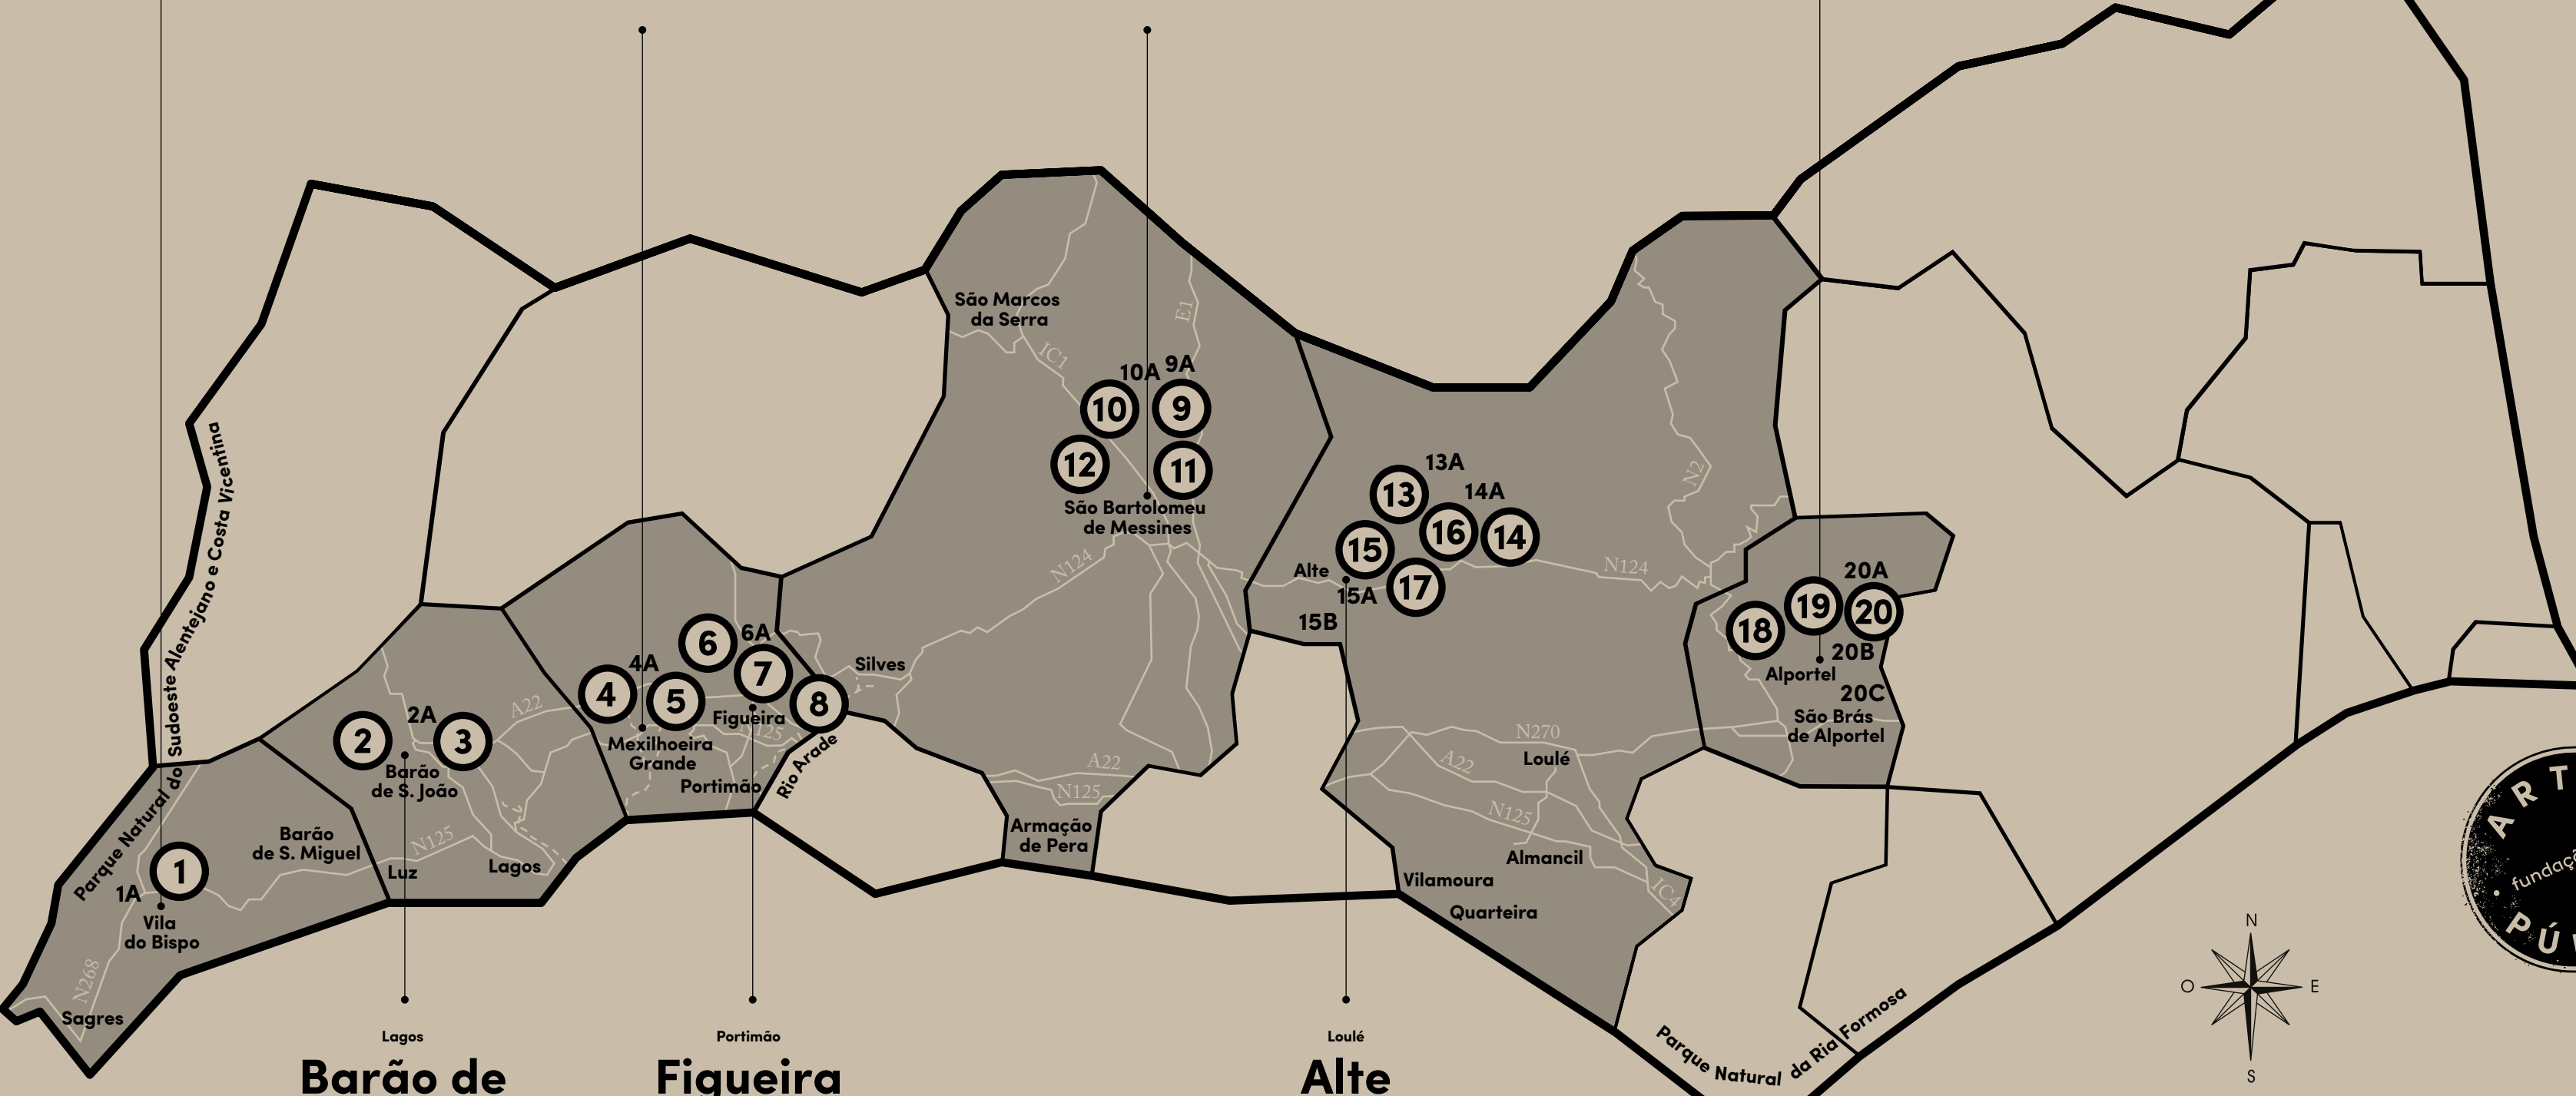 São Marcos
da Serra
E1
IC1
10A
9A
10
9
12
11
São Bartolomeu
de Messines
N124
Parque Natural do Sudoeste Alentejano e Costa Vicentina
N2
13A
13
14A
16
14
15
17
Alte
15A
15B
N124
20A
19
20
18
20B
Alportel
20C
São Brás
de Alportel
6
6A
7
4A
4
5
8
Silves
Figueira
N125
Mexilhoeira
Grande
Portimão
Rio Arade
A22
2A
2
3
Barão
de S. João
Barão
de S. Miguel
N125
Luz
Lagos
1
1A
Vila
do Bispo
N268
Sagres
A22
N125
Armação
de Pera
N270
A22
Loulé
N125
Almancil
IC4
Vilamoura
Quarteira
Parque Natural da Ria Formosa
N
O
E
S
ART
fundaçã
PÚ
Lagos
Barão de
Portimão
Figueira
Loulé
Alte